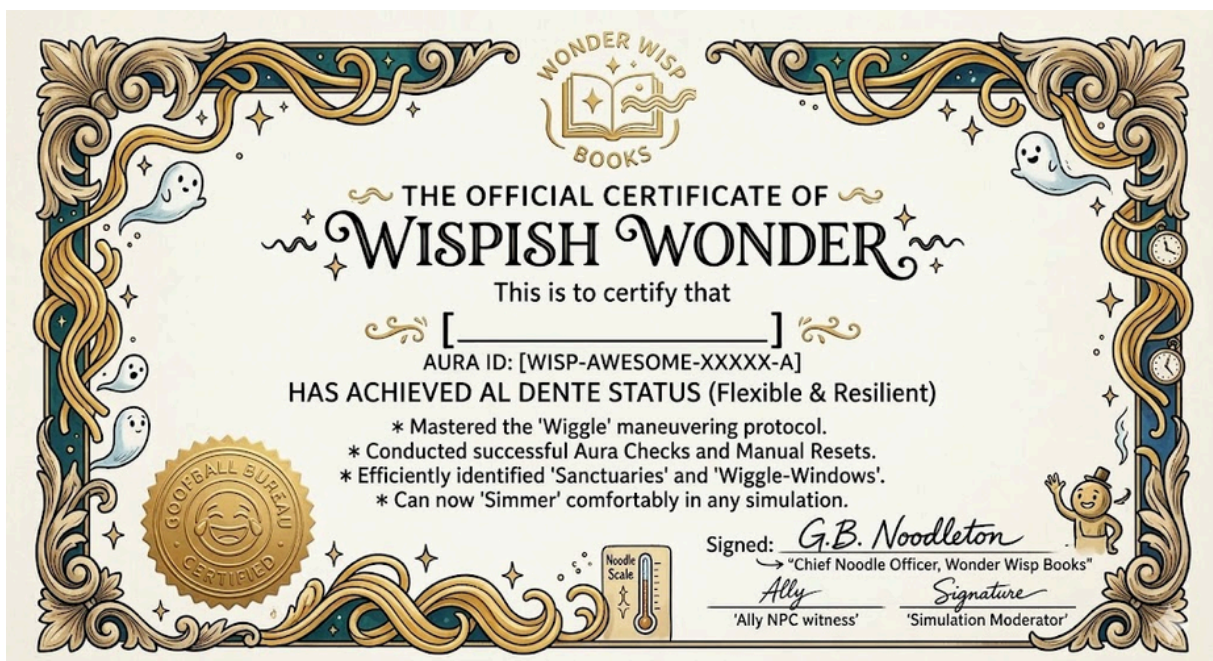 WONDER WISP
BOOKS
THE OFFICIAL CERTIFICATE OF
WISPISH WONDER
This is to certify that
[_______________]
AURA ID: [WISP-AWESOME-XXXXX-A]
HAS ACHIEVED AL DENTE STATUS (Flexible & Resilient)
* Mastered the 'Wiggle' maneuvering protocol.
* Conducted successful Aura Checks and Manual Resets.
* Efficiently identified 'Sanctuaries' and 'Wiggle-Windows'.
* Can now 'Simmer' comfortably in any simulation.
GOOFBALL BUREAU
CERTIFIED
Noodle
Scale
Signed: G.B. Noodleton
"Chief Noodle Officer, Wonder Wisp Books"
Ally Signature
'Ally NPC witness' 'Simulation Moderator'